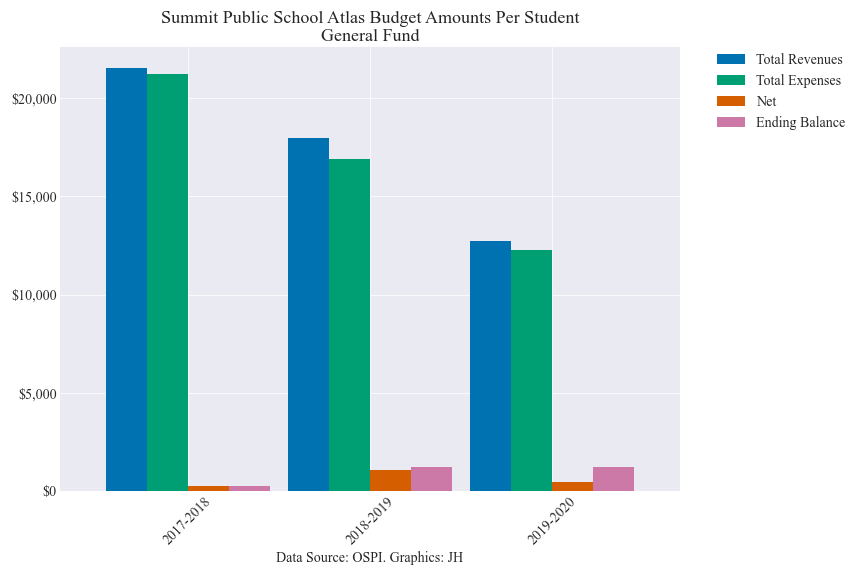 Summit Public School Atlas Budget Amounts Per Student
General Fund
Total Revenues
Total Expenses
Net
Ending Balance
$20,000
$15,000
$10,000
$5,000
$0
2017-2018
2018-2019
2019-2020
Data Source: OSPI. Graphics: JH